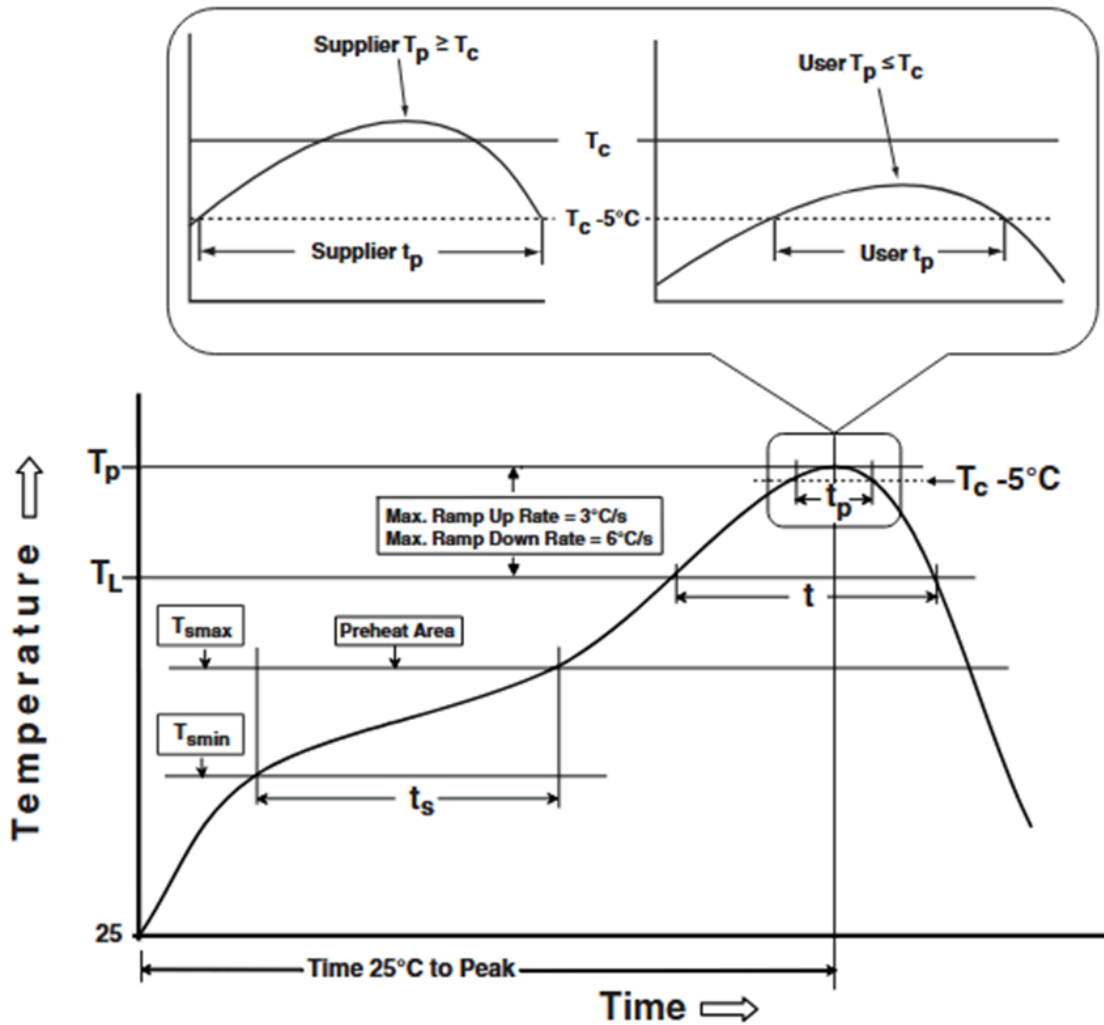 Supplier Tp ≥ Tc
User Tp ≤ Tc
Tc
Tc -5°C
Supplier tp
User tp
Tp
Tc -5°C
tp
Max. Ramp Up Rate = 3°C/s
Max. Ramp Down Rate = 6°C/s
TL
t
Tsmax
Preheat Area
Tsmin
ts
Temperature
25
Time 25°C to Peak
Time